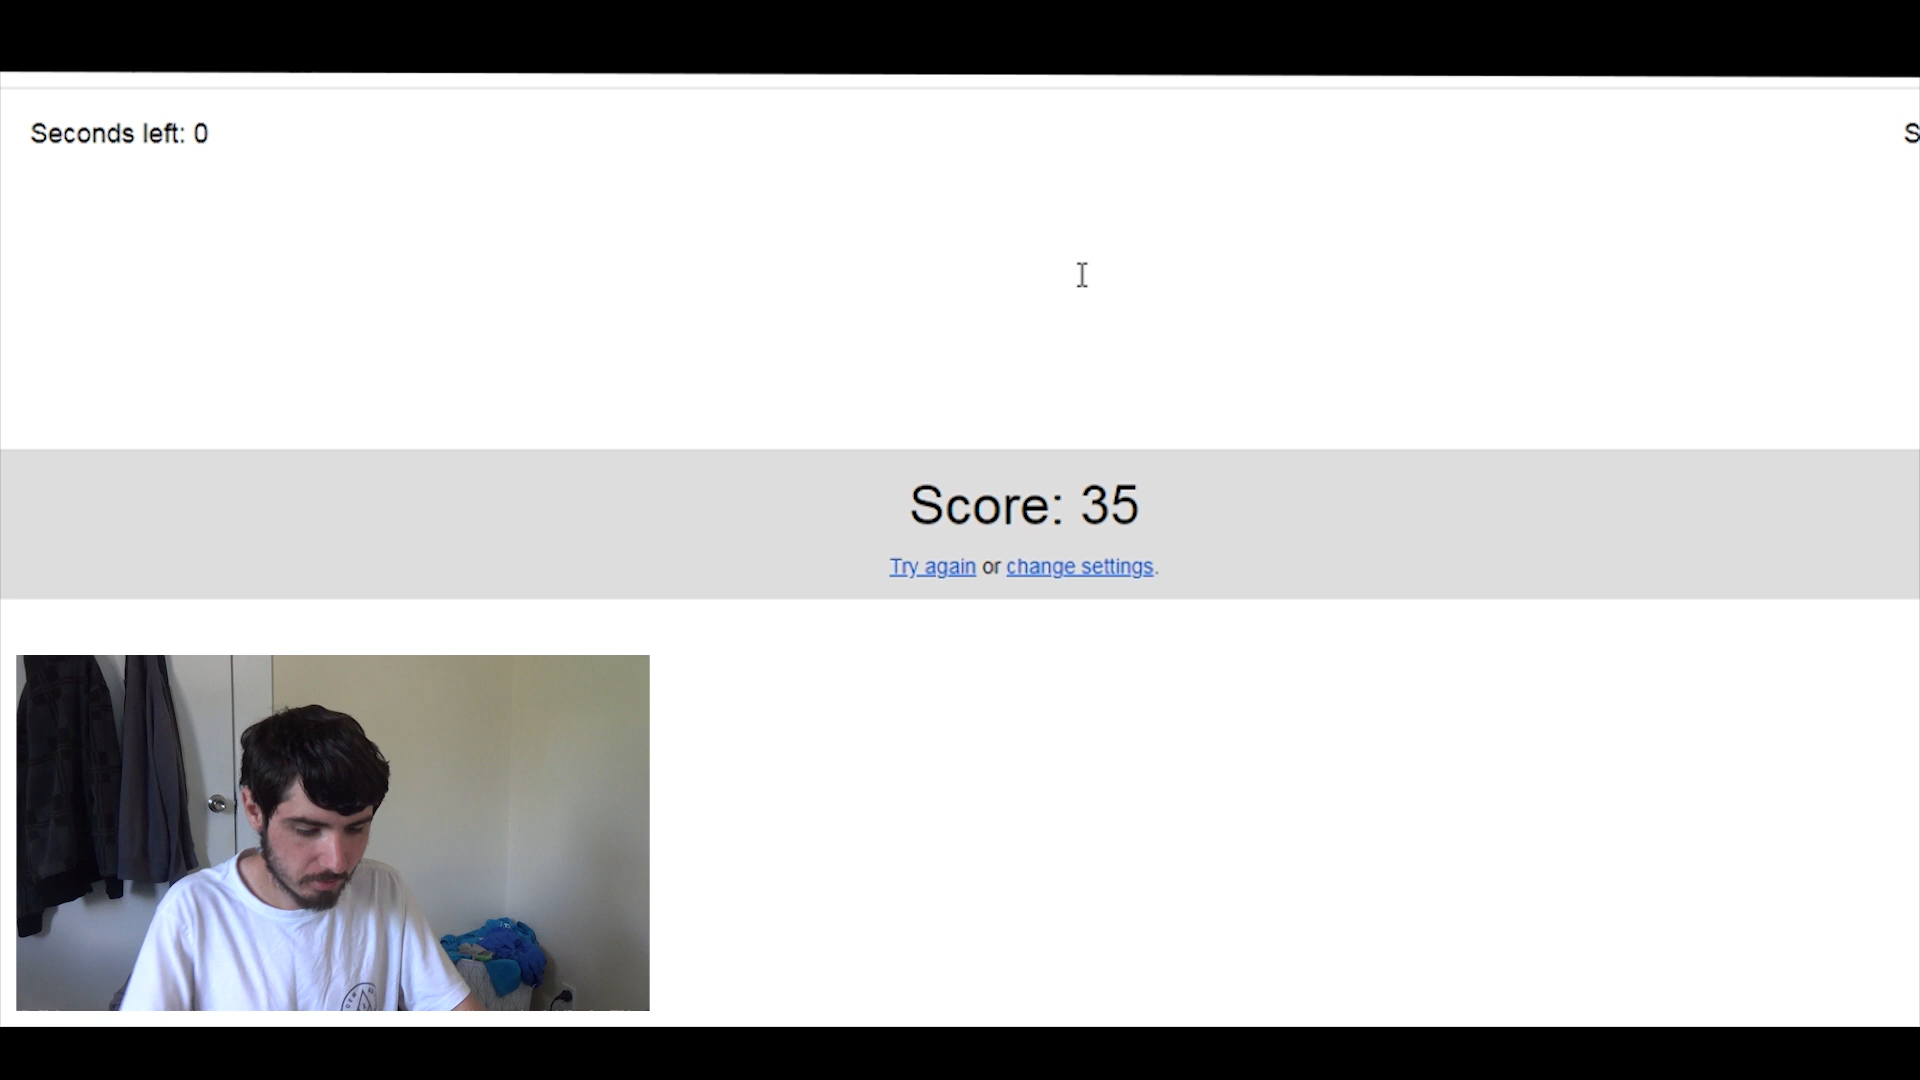 Seconds left: 0
S
Score: 35
Try again or change settings.